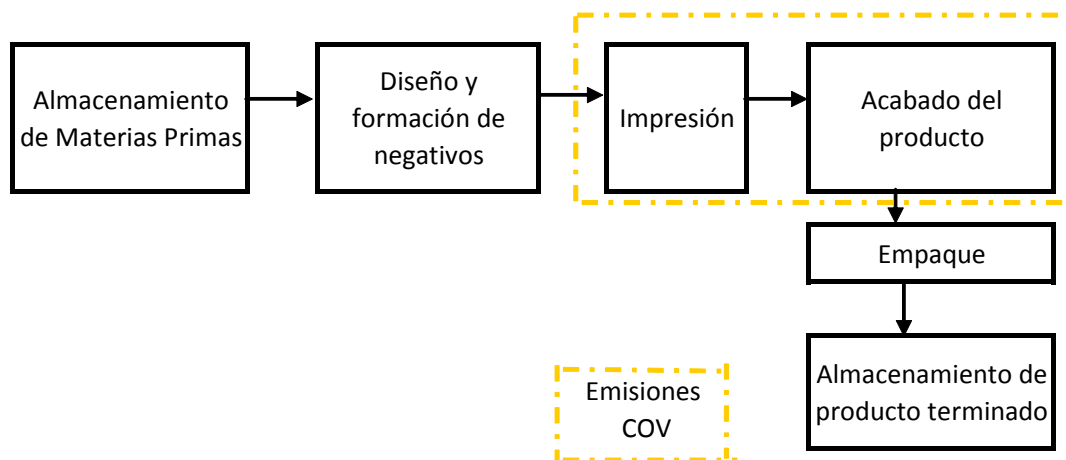 Almacenamiento
de Materias Primas
Diseño y
formación de
negativos
Impresión
Acabado del
producto
Empaque
Almacenamiento de
producto terminado
Emisiones
COV